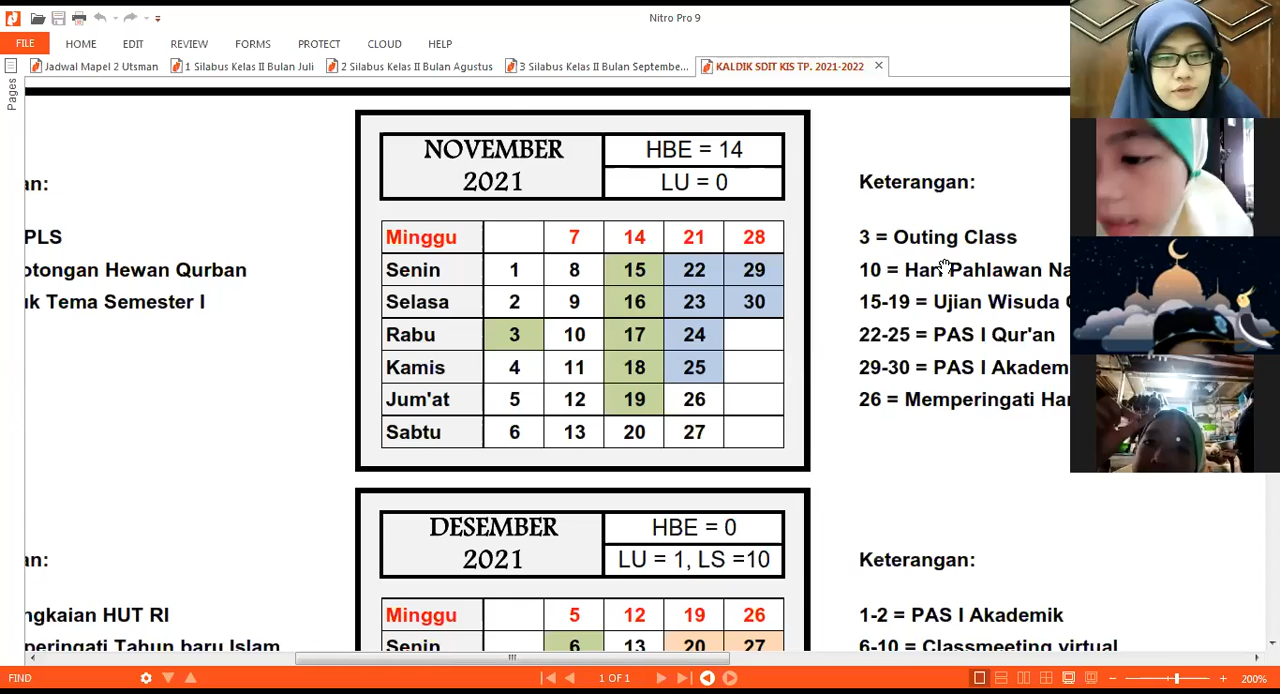 Nitro Pro 9
FILE HOME EDIT REVIEW FORMS PROTECT CLOUD HELP
Jadwal Mapel 2 Utsman 1 Silabus Kelas II Bulan Juli 2 Silabus Kelas II Bulan Agustus 3 Silabus Kelas II Bulan Septembe... KALDIK SDIT KIS TP. 2021-2022
Pages
an:
PLS
otongan Hewan Qurban
uk Tema Semester I
NOVEMBER
2021
HBE = 14
LU = 0
Minggu 7 14 21 28
Senin 1 8 15 22 29
Selasa 2 9 16 23 30
Rabu 3 10 17 24
Kamis 4 11 18 25
Jum'at 5 12 19 26
Sabtu 6 13 20 27
Keterangan:
3 = Outing Class
10 = Hari Pahlawan Na
15-19 = Ujian Wisuda
22-25 = PAS I Qur'an
29-30 = PAS I Akadem
26 = Memperingati Har
an:
ngkaian HUT RI
peringati Tahun baru Islam
DESEMBER
2021
HBE = 0
LU = 1, LS =10
Minggu 5 12 19 26
Senin 6 13 20 27
Keterangan:
1-2 = PAS I Akademik
6-10 = Classmeeting virtual
FIND
1 OF 1
200%